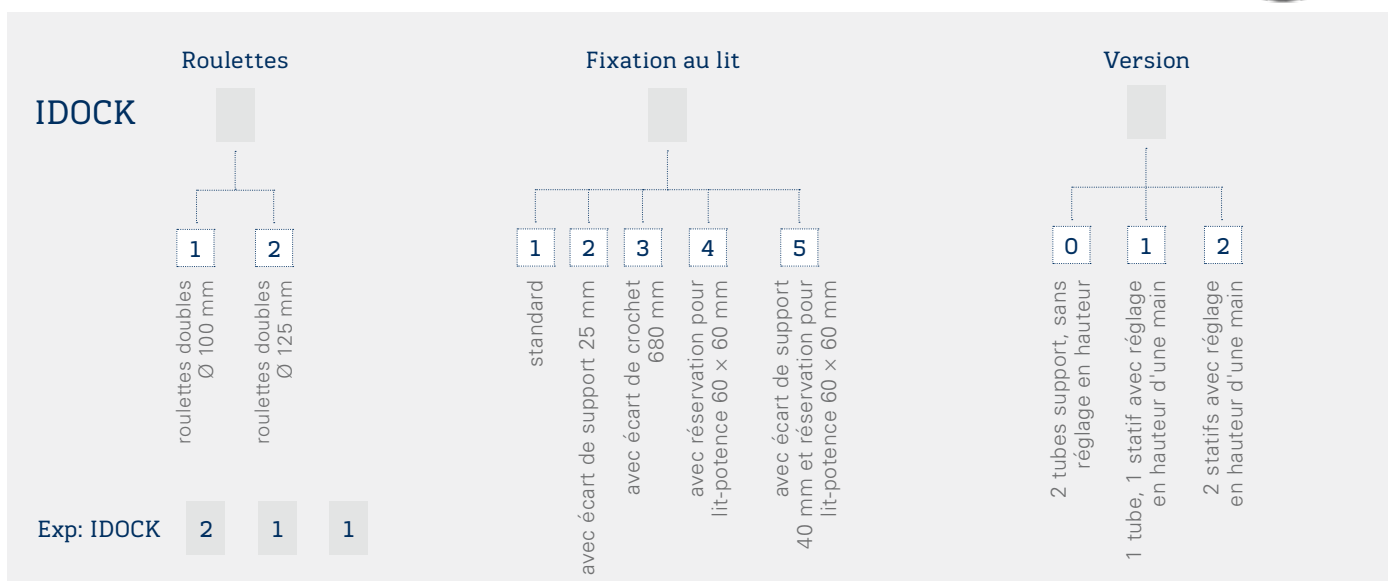 Roulettes
Fixation au lit
Version
IDOCK
1
2
1
2
3
4
5
0
1
2
roulettes doubles
Ø 100 mm
roulettes doubles
Ø 125 mm
standard
avec écart de support 25 mm
avec écart de crochet
680 mm
avec réservation pour
lit-potence 60 × 60 mm
avec écart de support
40 mm et réservation pour
lit-potence 60 × 60 mm
2 tubes support, sans
réglage en hauteur
1 tube, 1 statif avec réglage
en hauteur d'une main
2 statifs avec réglage
en hauteur d'une main
Exp: IDOCK 2 1 1